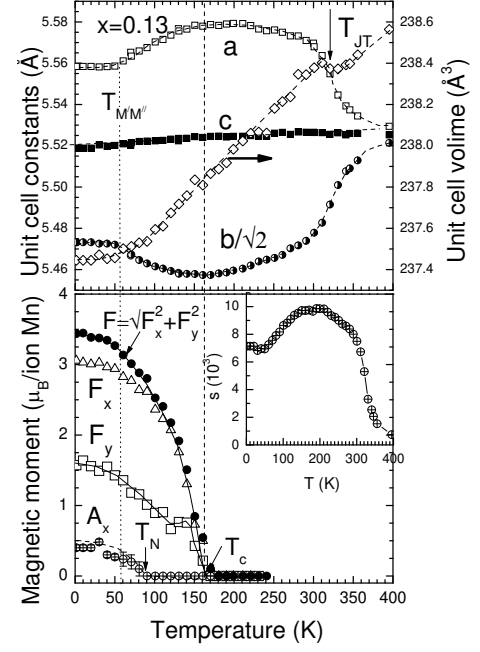 x=0.13
a
T_JT
T_M'M''
c
b/√2
Unit cell constants (Å)
5.58
5.56
5.54
5.52
5.50
5.48
5.46
Unit cell volime (Å³)
238.6
238.4
238.2
238.0
237.8
237.6
237.4
Magnetic moment (μ_B/ion Mn)
4
3
2
1
0
F=√F_x²+F_y²
F_x
F_y
A_x
T_N
T_c
s (10⁻³)
10
8
6
4
2
0
0 100 200 300 400
T (K)
0 50 100 150 200 250 300 350 400
Temperature (K)